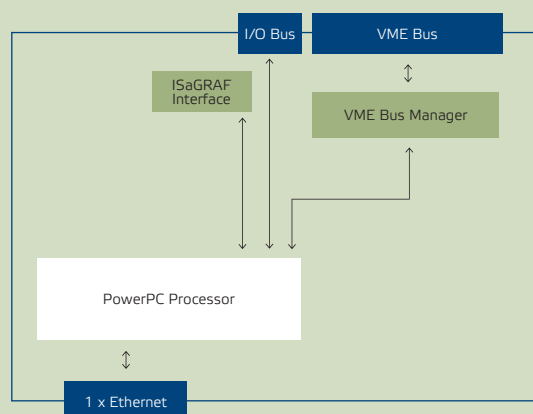 I/O Bus
VME Bus
ISaGRAF
Interface
VME Bus Manager
PowerPC Processor
1 x Ethernet